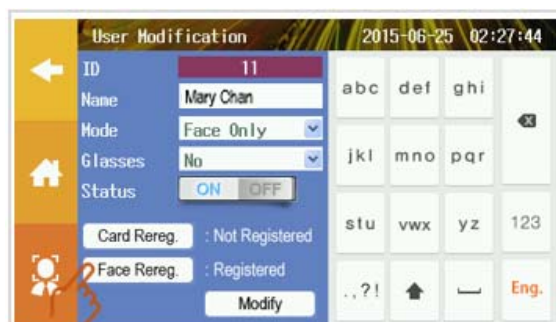 User Modification 2015-06-25 02:27:44
ID 11
Name Mary Chan
Mode Face Only
Glasses No
Status ON OFF
Card Rereg. : Not Registered
Face Rereg. : Registered
Modify
abc def ghi
jkl mno pqr
stu vwx yz 123
.,?! Eng.